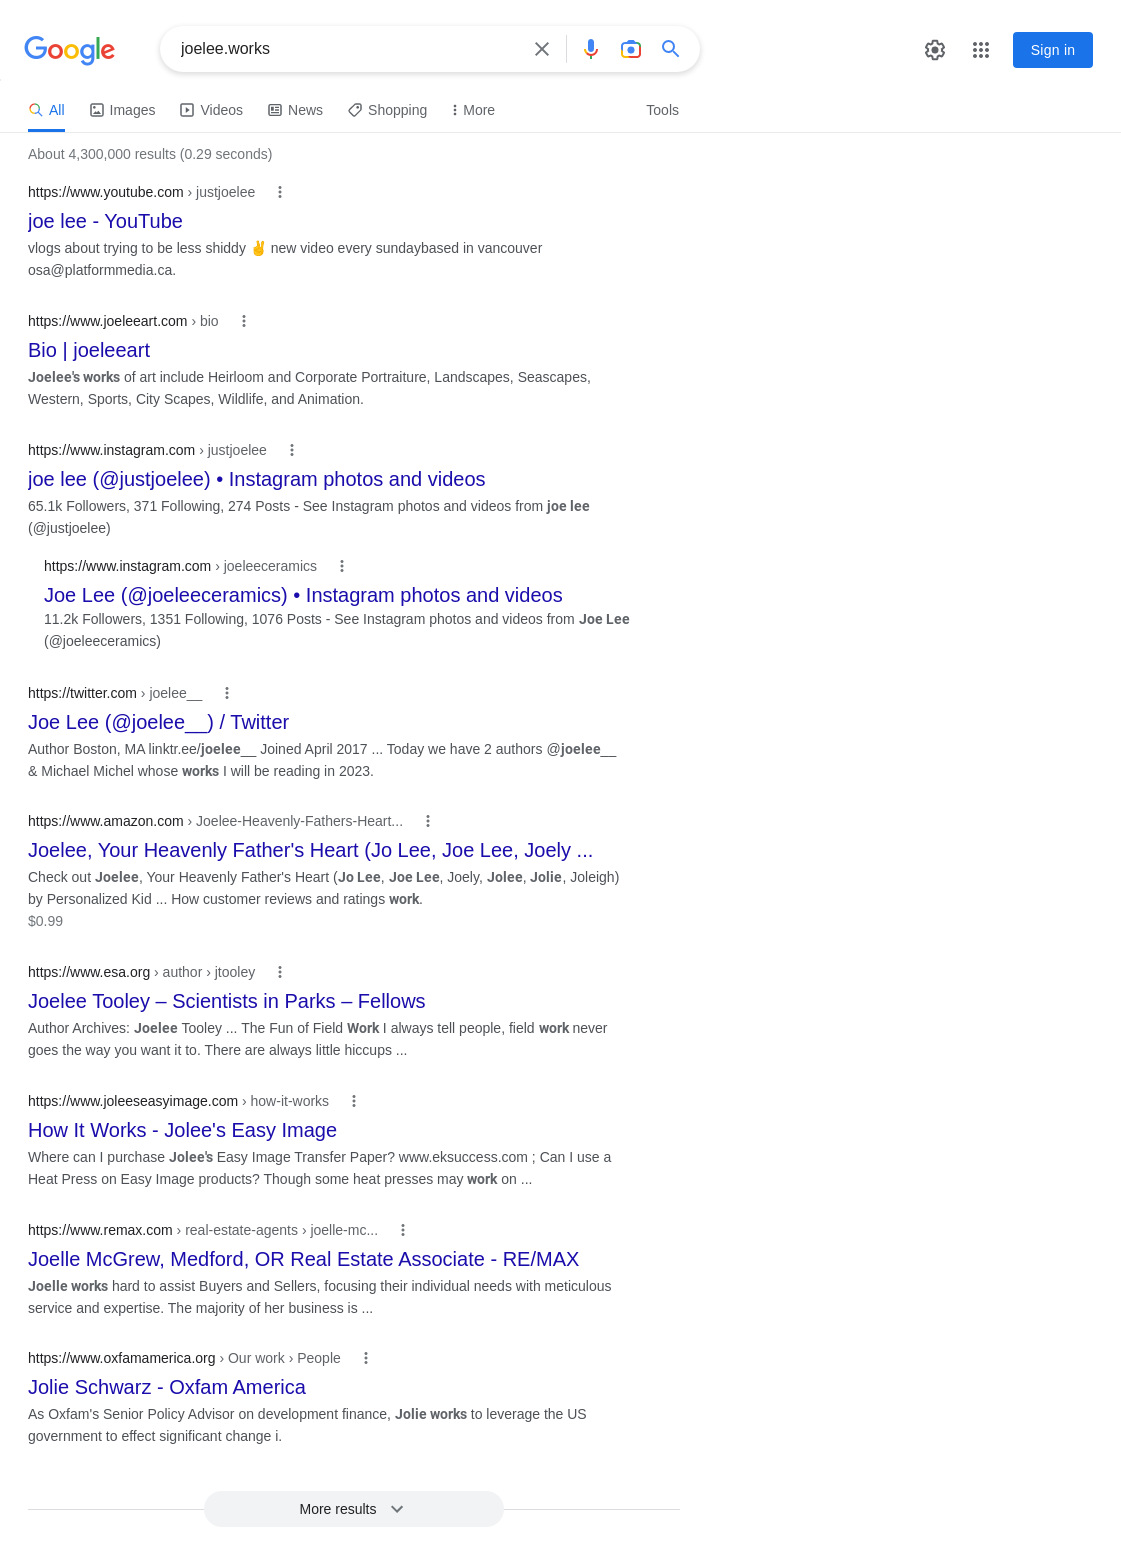 Google
joelee.works
Sign in
All
Images
Videos
News
Shopping
More
Tools
About 4,300,000 results (0.29 seconds)
https://www.youtube.com › justjoelee
joe lee - YouTube
vlogs about trying to be less shiddy ✌ new video every sundaybased in vancouver
osa@platformmedia.ca.
https://www.joeleeart.com › bio
Bio | joeleeart
Joelee's works of art include Heirloom and Corporate Portraiture, Landscapes, Seascapes,
Western, Sports, City Scapes, Wildlife, and Animation.
https://www.instagram.com › justjoelee
joe lee (@justjoelee) • Instagram photos and videos
65.1k Followers, 371 Following, 274 Posts - See Instagram photos and videos from joe lee
(@justjoelee)
https://www.instagram.com › joeleeceramics
Joe Lee (@joeleeceramics) • Instagram photos and videos
11.2k Followers, 1351 Following, 1076 Posts - See Instagram photos and videos from Joe Lee
(@joeleeceramics)
https://twitter.com › joelee__
Joe Lee (@joelee__) / Twitter
Author Boston, MA linktr.ee/joelee__ Joined April 2017 ... Today we have 2 authors @joelee__
& Michael Michel whose works I will be reading in 2023.
https://www.amazon.com › Joelee-Heavenly-Fathers-Heart...
Joelee, Your Heavenly Father's Heart (Jo Lee, Joe Lee, Joely ...
Check out Joelee, Your Heavenly Father's Heart (Jo Lee, Joe Lee, Joely, Jolee, Jolie, Joleigh)
by Personalized Kid ... How customer reviews and ratings work.
$0.99
https://www.esa.org › author › jtooley
Joelee Tooley – Scientists in Parks – Fellows
Author Archives: Joelee Tooley ... The Fun of Field Work I always tell people, field work never
goes the way you want it to. There are always little hiccups ...
https://www.joleeseasyimage.com › how-it-works
How It Works - Jolee's Easy Image
Where can I purchase Jolee's Easy Image Transfer Paper? www.eksuccess.com ; Can I use a
Heat Press on Easy Image products? Though some heat presses may work on ...
https://www.remax.com › real-estate-agents › joelle-mc...
Joelle McGrew, Medford, OR Real Estate Associate - RE/MAX
Joelle works hard to assist Buyers and Sellers, focusing their individual needs with meticulous
service and expertise. The majority of her business is ...
https://www.oxfamamerica.org › Our work › People
Jolie Schwarz - Oxfam America
As Oxfam's Senior Policy Advisor on development finance, Jolie works to leverage the US
government to effect significant change i.
More results